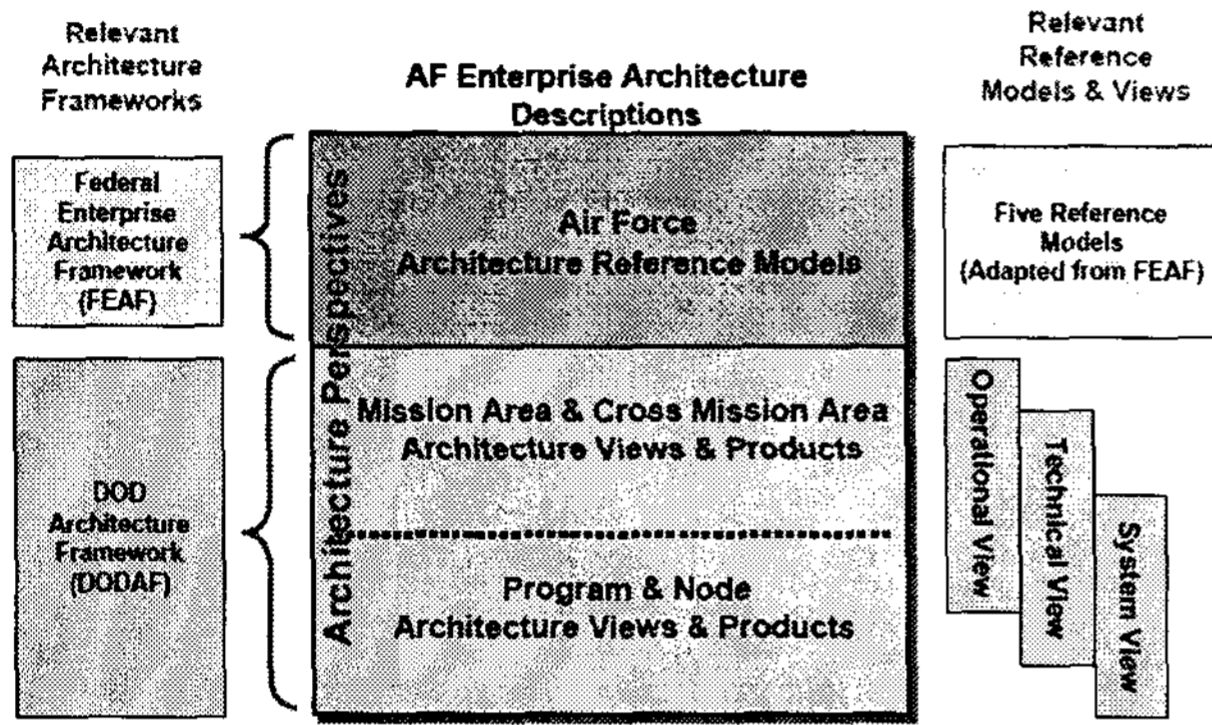 Relevant
Architecture
Frameworks
AF Enterprise Architecture
Descriptions
Relevant
Reference
Models & Views
Federal
Enterprise
Architecture
Framework
(FEAF)
DOD
Architecture
Framework
(DODAF)
Architecture Perspectives
Air Force
Architecture Reference Models
Mission Area & Cross Mission Area
Architecture Views & Products
Program & Node
Architecture Views & Products
Five Reference
Models
(Adapted from FEAF)
Operational View
Technical View
System View